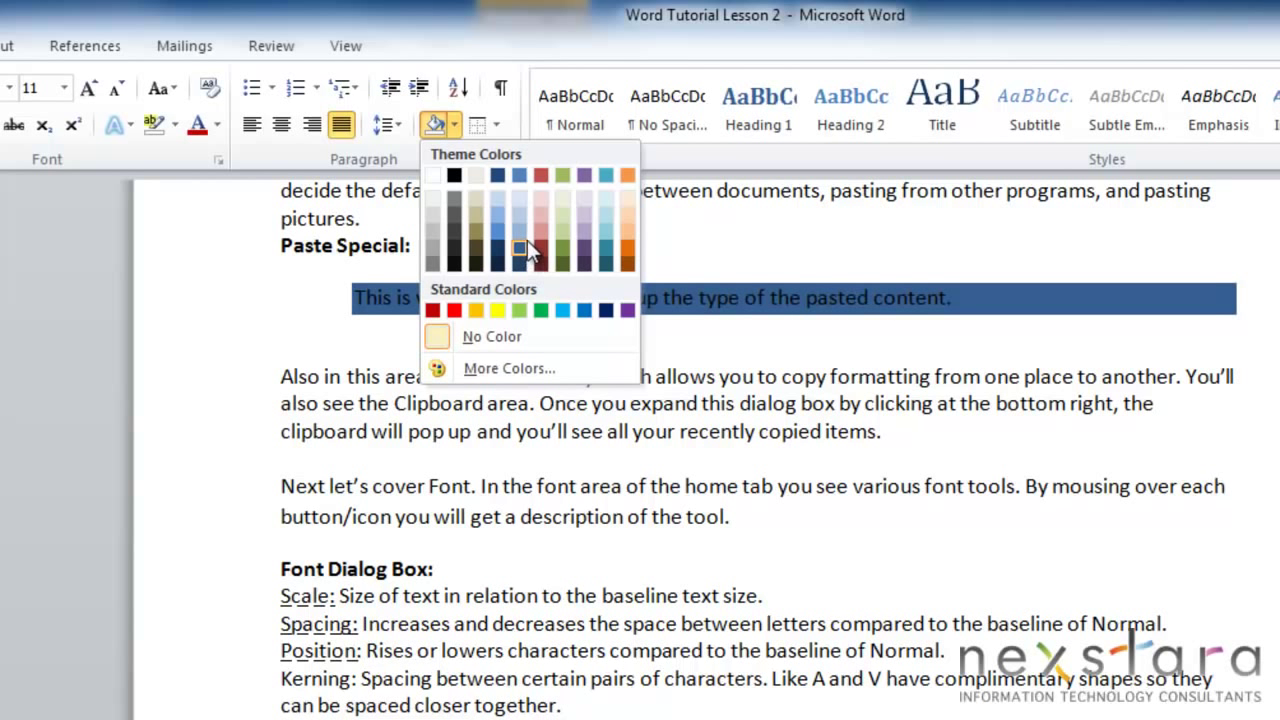 Word Tutorial Lesson 2 - Microsoft Word
ut References Mailings Review View
11 Aa
abc x₂ x² A ab A
AaBbCcDc AaBbCcDc AaBbC AaBbCc AaB AaBbCc. AaBbCcDc AaBbCcDc
¶ Normal ¶ No Spaci... Heading 1 Heading 2 Title Subtitle Subtle Em... Emphasis
Font Paragraph Styles
Theme Colors
Standard Colors
No Color
More Colors...
decide the etween documents, pasting from other programs, and pasting
pictures.
Paste Special:
This is up the type of the pasted content.
Also in this area allows you to copy formatting from one place to another. You'll
also see the Clipboard area. Once you expand this dialog box by clicking at the bottom right, the
clipboard will pop up and you'll see all your recently copied items.
Next let's cover Font. In the font area of the home tab you see various font tools. By mousing over each
button/icon you will get a description of the tool.
Font Dialog Box:
Scale: Size of text in relation to the baseline text size.
Spacing: Increases and decreases the space between letters compared to the baseline of Normal.
Position: Rises or lowers characters compared to the baseline of Normal.
Kerning: Spacing between certain pairs of characters. Like A and V have complimentary shapes so they
can be spaced closer together.
nexstara
INFORMATION TECHNOLOGY CONSULTANTS